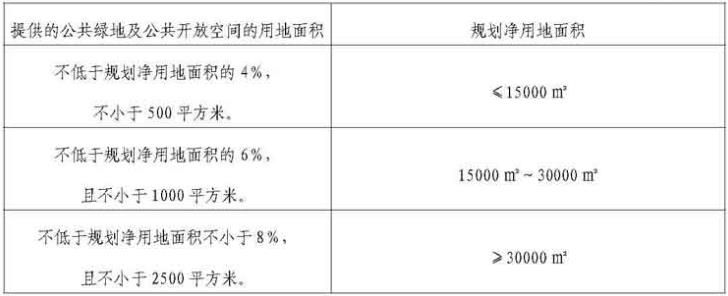 提供的公共绿地及公共开放空间的用地面积
规划净用地面积
不低于规划净用地面积的 4%,
不小于 500 平方米。
≤15000 ㎡
不低于规划净用地面积的 6%,
且不小于 1000 平方米。
15000 ㎡~30000 ㎡
不低于规划净用地面积不小于 8%,
且不小于 2500 平方米。
≥30000 ㎡